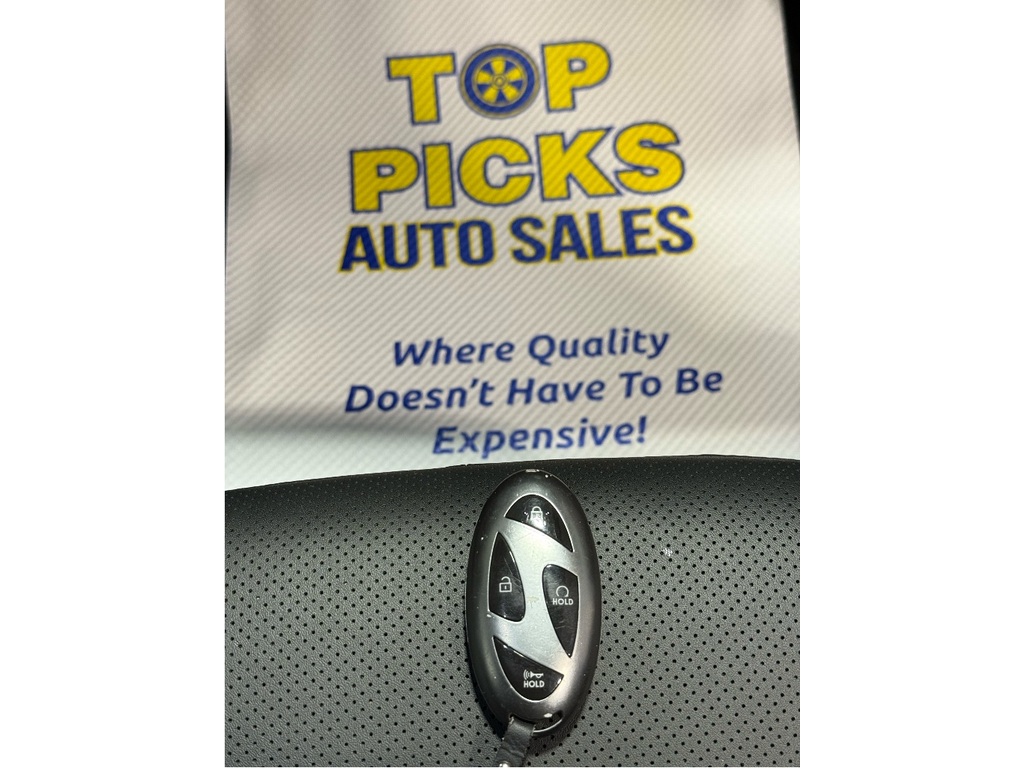 TOP
PICKS
AUTO SALES
Where Quality
Doesn't Have To Be
Expensive!
HOLD
HOLD